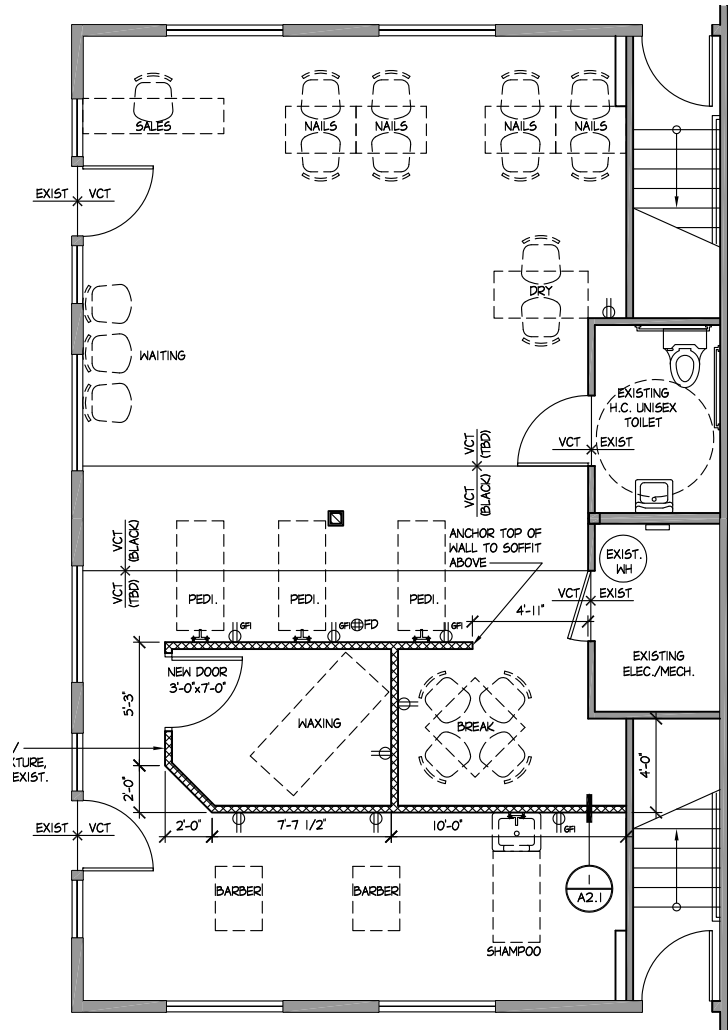 SALES
NAILS
NAILS
NAILS
NAILS
EXIST
VCT
DRY
WAITING
EXISTING
H.C. UNISEX
TOILET
VCT
(TBD)
VCT
EXIST
VCT
(BLACK)
VCT
(BLACK)
ANCHOR TOP OF
WALL TO SOFFIT
ABOVE
EXIST.
WH
VCT
(TBD)
PEDI.
PEDI.
PEDI.
VCT
EXIST
4'-11"
GFI
GFI
FD
GFI
NEW DOOR
3'-0"x7'-0"
EXISTING
ELEC./MECH.
5'-3"
WAXING
BREAK
/
TURE,
EXIST.
2'-0"
4'-0"
EXIST
VCT
2'-0"
7'-7 1/2"
10'-0"
GFI
BARBER
BARBER
1
A2.1
SHAMPOO